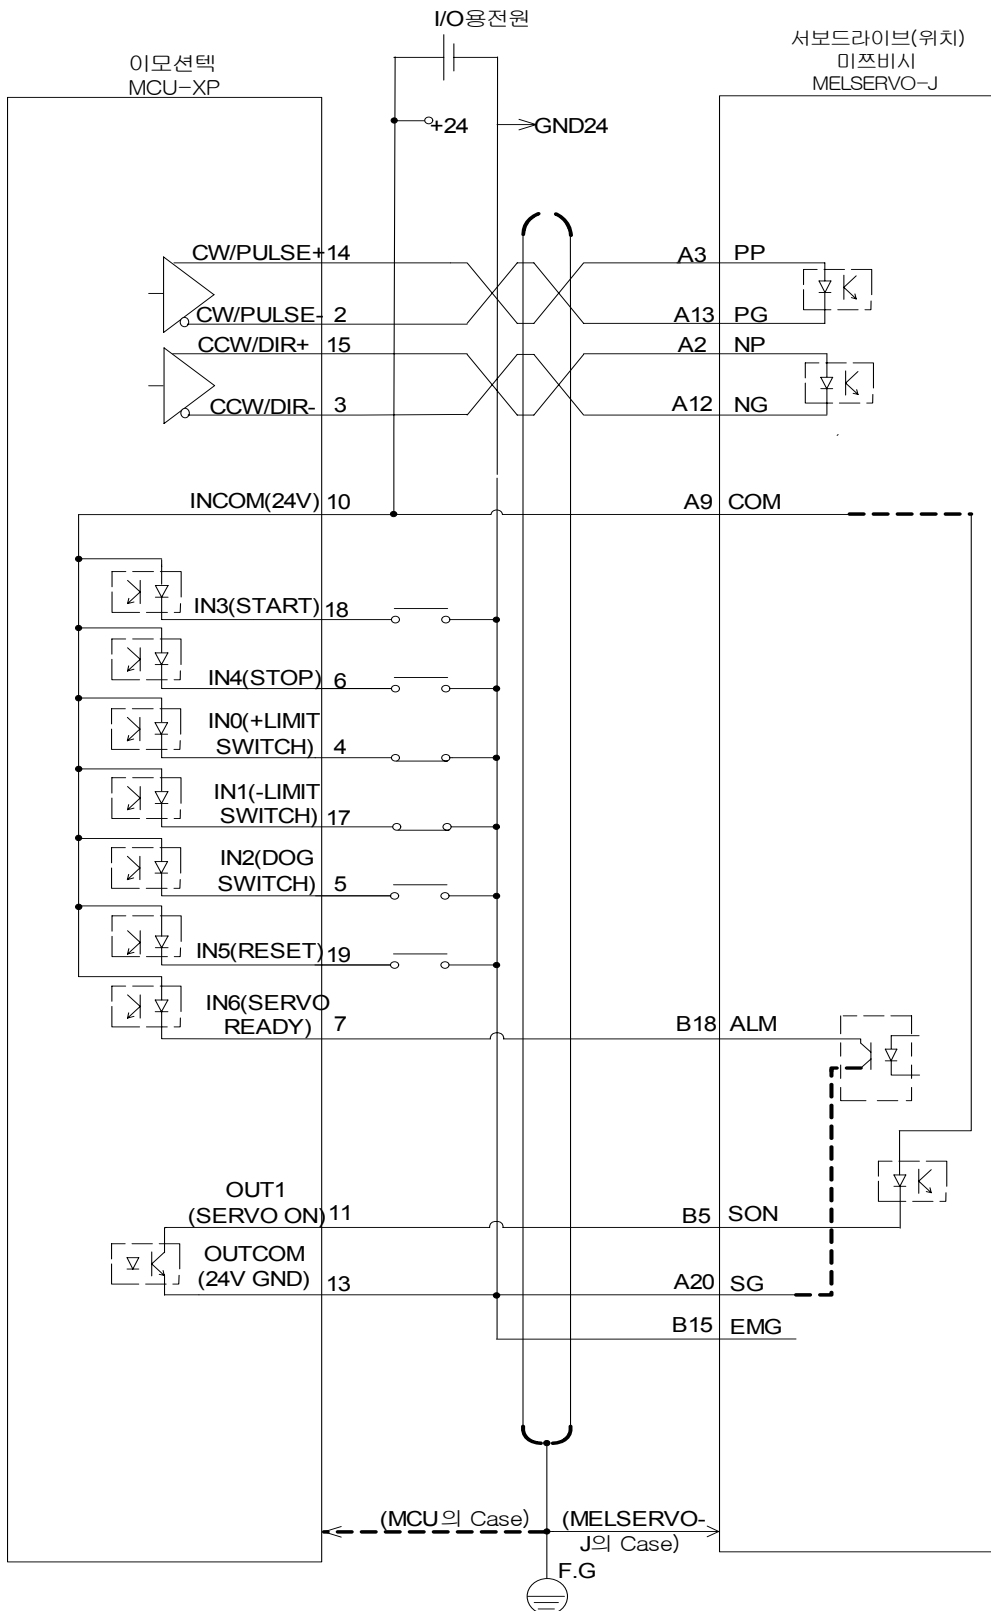 I/O용전원
이모션텍
MCU-XP
서보드라이브(위치)
미쯔비시
MELSERVO-J
+24
GND24
CW/PULSE+ 14
A3 PP
CW/PULSE- 2
A13 PG
CCW/DIR+ 15
A2 NP
CCW/DIR- 3
A12 NG
INCOM(24V) 10
A9 COM
IN3(START) 18
IN4(STOP) 6
IN0(+LIMIT
SWITCH) 4
IN1(-LIMIT
SWITCH) 17
IN2(DOG
SWITCH) 5
IN5(RESET) 19
IN6(SERVO
READY) 7
B18 ALM
OUT1
(SERVO ON) 11
B5 SON
OUTCOM
(24V GND) 13
A20 SG
B15 EMG
(MCU의 Case)
(MELSERVO-
J의 Case)
F.G